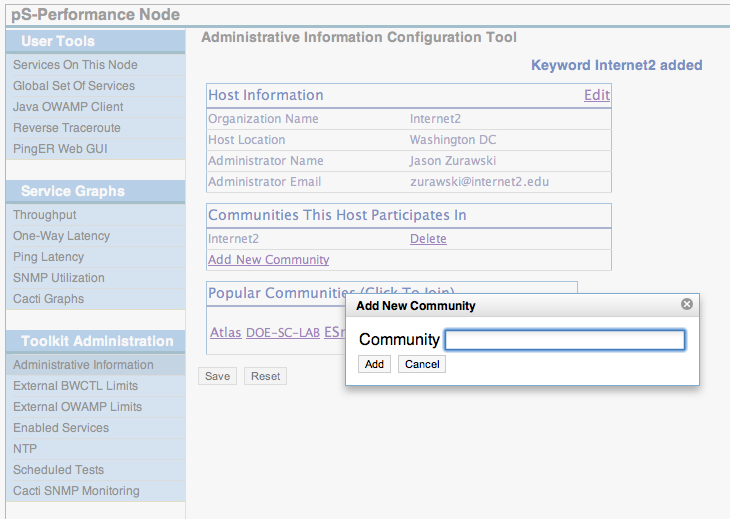 pS-Performance Node
User Tools
Services On This Node
Global Set Of Services
Java OWAMP Client
Reverse Traceroute
PingER Web GUI
Service Graphs
Throughput
One-Way Latency
Ping Latency
SNMP Utilization
Cacti Graphs
Toolkit Administration
Administrative Information
External BWCTL Limits
External OWAMP Limits
Enabled Services
NTP
Scheduled Tests
Cacti SNMP Monitoring
Administrative Information Configuration Tool
Keyword Internet2 added
Host Information Edit
Organization Name Internet2
Host Location Washington DC
Administrator Name Jason Zurawski
Administrator Email zurawski@internet2.edu
Communities This Host Participates In
Internet2 Delete
Add New Community
Popular Communities (Click To Join)
Atlas DOE-SC-LAB
Save Reset
Add New Community
Community
Add Cancel